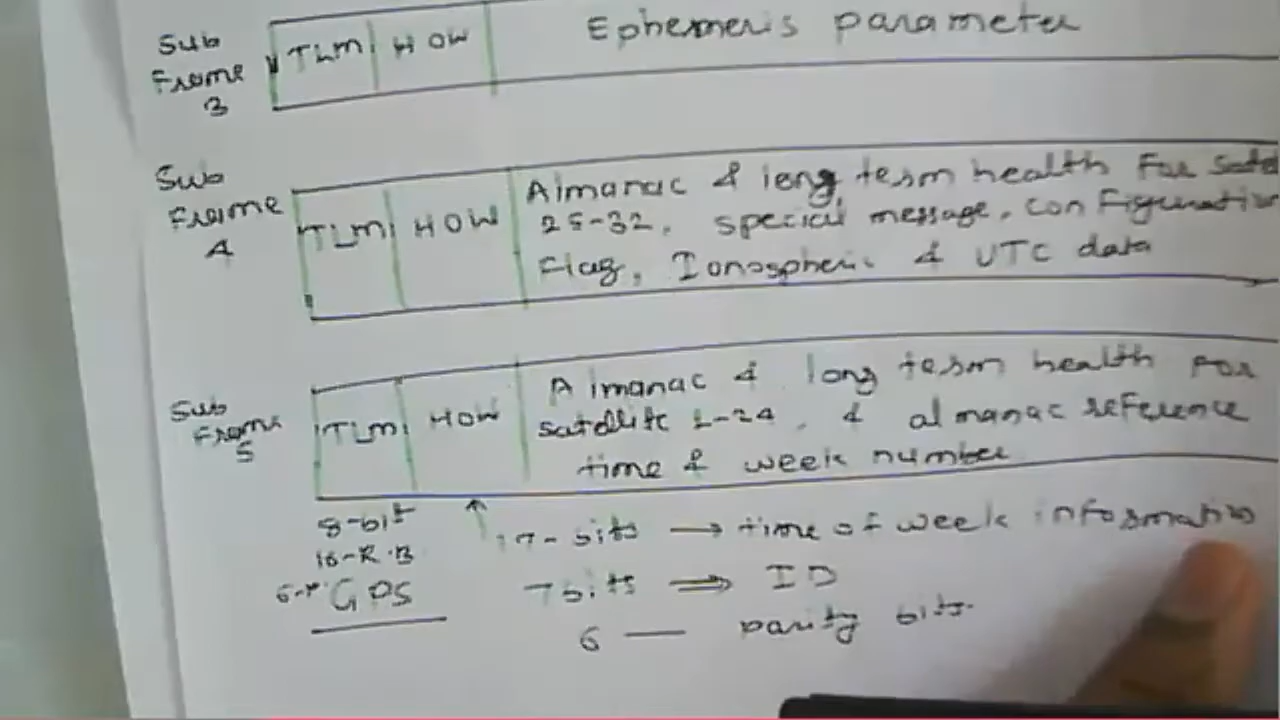 Sub
Frame
3
TLM
HOW
Ephemeris parameter
Sub
Frame
4
TLM
HOW
Almanac & long term health For
25-32, special message, configuration
Flag, Ionospheric & UTC data
Sub
Frame
5
TLM
HOW
Almanac & long term health For
satellite 1-24, & almanac reference
time & week number
8-bit
16-R.B
6-P
GPS
17-bits → time of week information
7bits ⇒ ID
6 — parity bits.